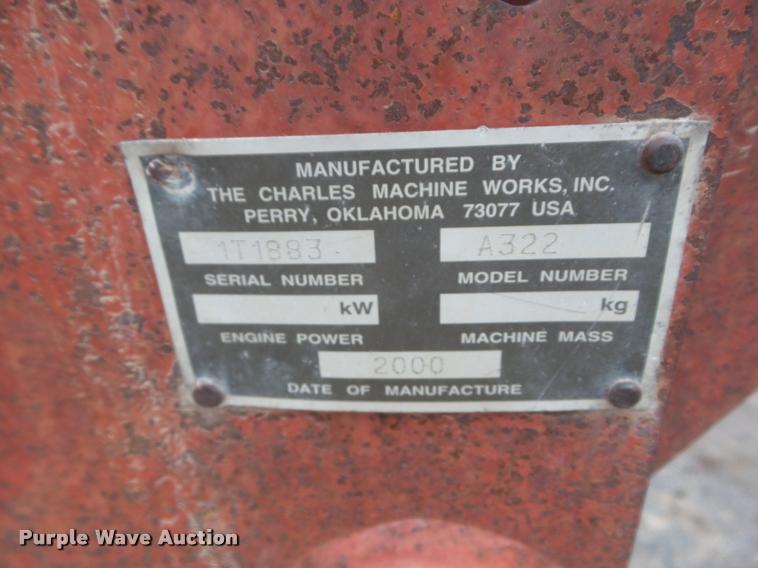 MANUFACTURED BY
THE CHARLES MACHINE WORKS, INC.
PERRY, OKLAHOMA 73077 USA
1T1883 A322
SERIAL NUMBER MODEL NUMBER
kW kg
ENGINE POWER MACHINE MASS
2000
DATE OF MANUFACTURE
Purple Wave Auction